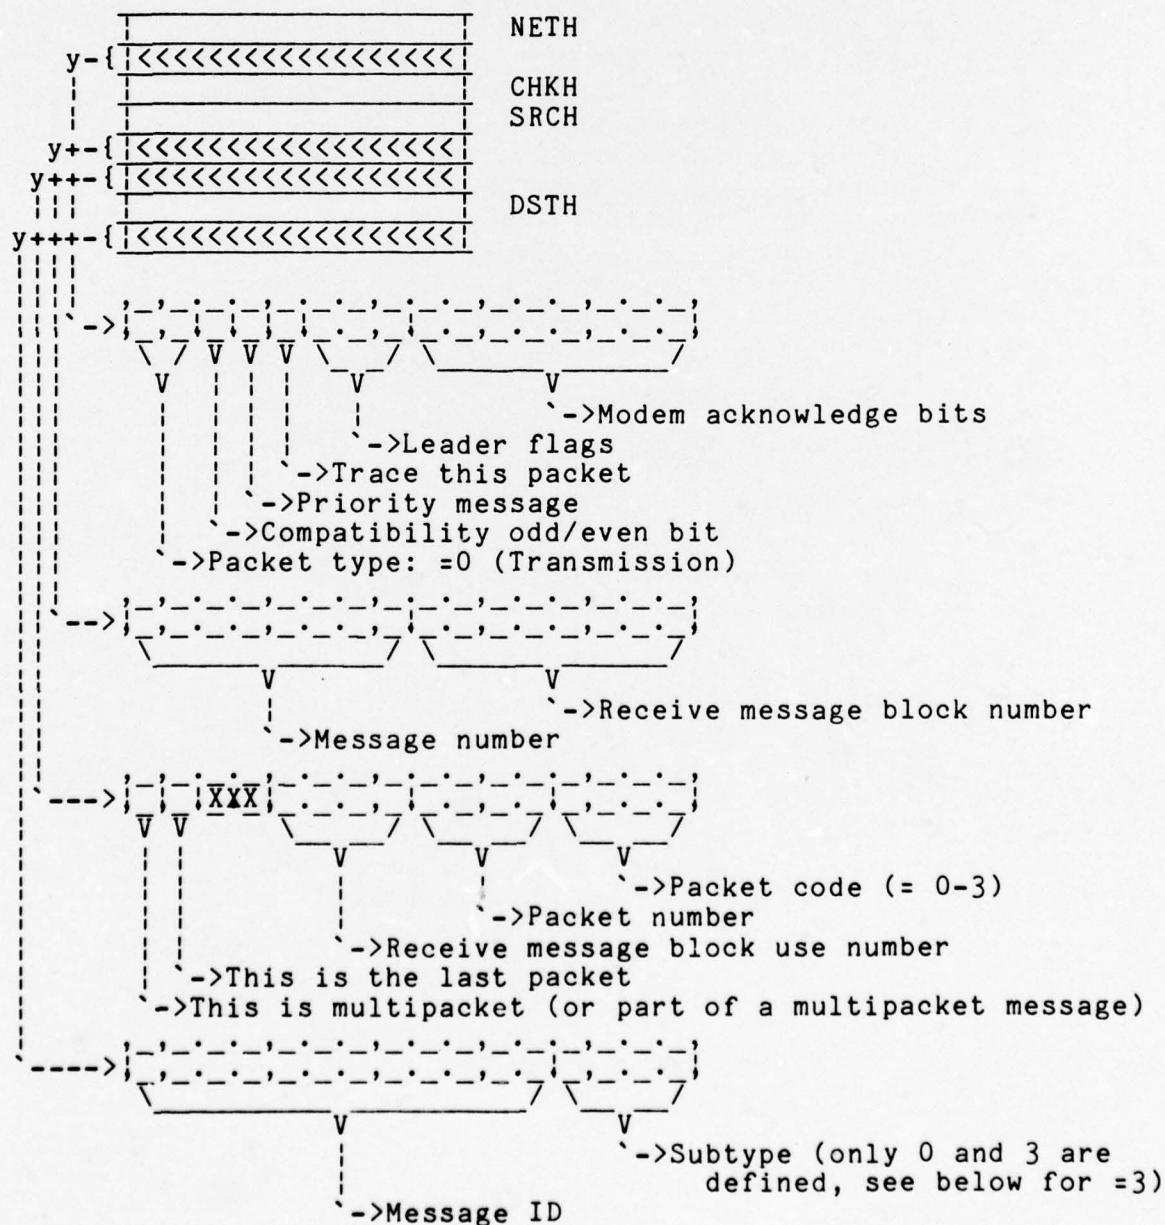 NETH
y-{ <<<<<<<<<<<<<<<<<<
CHKH
SRCH
y+-{ <<<<<<<<<<<<<<<<<<
y++-{ <<<<<<<<<<<<<<<<<<
DSTH
y+++-{ <<<<<<<<<<<<<<<<<<
`->Modem acknowledge bits
`->Leader flags
`->Trace this packet
`->Priority message
`->Compatibility odd/even bit
`->Packet type: =0 (Transmission)
`->Receive message block number
`->Message number
XXX
`->Packet code (= 0-3)
`->Packet number
`->Receive message block use number
`->This is the last packet
`->This is multipacket (or part of a multipacket message)
`->Subtype (only 0 and 3 are
defined, see below for =3)
`->Message ID